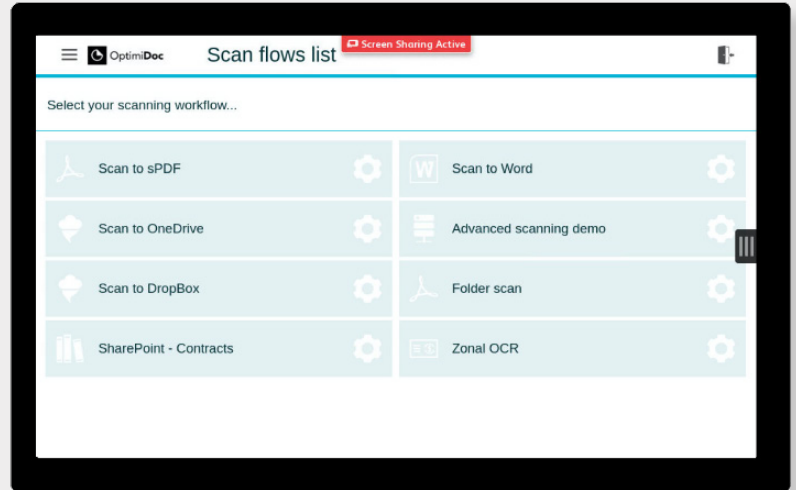 OptimiDoc
Scan flows list
Screen Sharing Active
Select your scanning workflow...
Scan to sPDF
Scan to Word
Scan to OneDrive
Advanced scanning demo
Scan to DropBox
Folder scan
SharePoint - Contracts
Zonal OCR